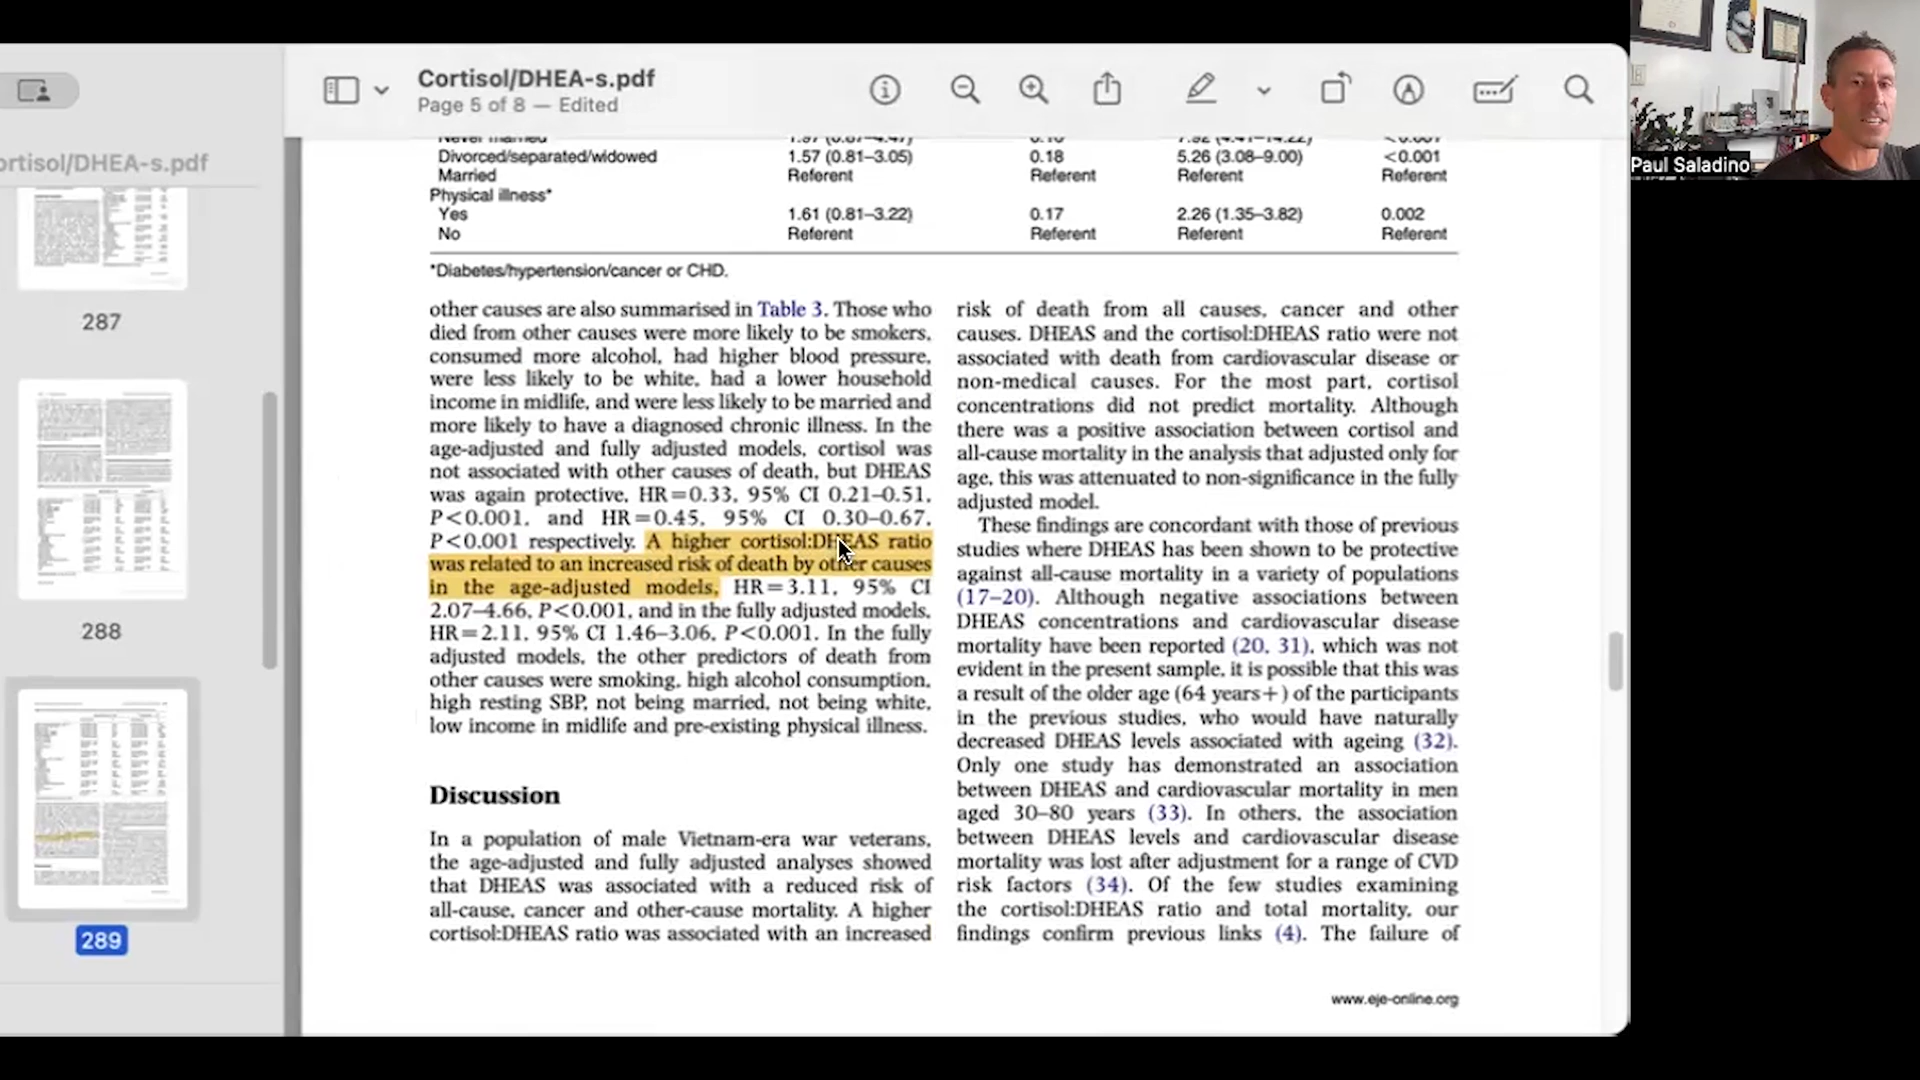 Cortisol/DHEA-s.pdf
Page 5 of 8 — Edited
Paul Saladino
ortisol/DHEA-s.pdf
287
288
289
Never married 1.97 (0.87–4.47) 0.10 7.92 (4.41–14.22) <0.001
Divorced/separated/widowed 1.57 (0.81–3.05) 0.18 5.26 (3.08–9.00) <0.001
Married Referent Referent Referent Referent
Physical illness*
Yes 1.61 (0.81–3.22) 0.17 2.26 (1.35–3.82) 0.002
No Referent Referent Referent Referent
*Diabetes/hypertension/cancer or CHD.
other causes are also summarised in Table 3. Those who
died from other causes were more likely to be smokers,
consumed more alcohol, had higher blood pressure,
were less likely to be white, had a lower household
income in midlife, and were less likely to be married and
more likely to have a diagnosed chronic illness. In the
age-adjusted and fully adjusted models, cortisol was
not associated with other causes of death, but DHEAS
was again protective, HR=0.33, 95% CI 0.21–0.51,
P<0.001, and HR=0.45, 95% CI 0.30–0.67,
P<0.001 respectively. A higher cortisol:DHEAS ratio
was related to an increased risk of death by other causes
in the age-adjusted models, HR=3.11, 95% CI
2.07–4.66, P<0.001, and in the fully adjusted models,
HR=2.11, 95% CI 1.46–3.06, P<0.001. In the fully
adjusted models, the other predictors of death from
other causes were smoking, high alcohol consumption,
high resting SBP, not being married, not being white,
low income in midlife and pre-existing physical illness.
Discussion
In a population of male Vietnam-era war veterans,
the age-adjusted and fully adjusted analyses showed
that DHEAS was associated with a reduced risk of
all-cause, cancer and other-cause mortality. A higher
cortisol:DHEAS ratio was associated with an increased
risk of death from all causes, cancer and other
causes. DHEAS and the cortisol:DHEAS ratio were not
associated with death from cardiovascular disease or
non-medical causes. For the most part, cortisol
concentrations did not predict mortality. Although
there was a positive association between cortisol and
all-cause mortality in the analysis that adjusted only for
age, this was attenuated to non-significance in the fully
adjusted model.
These findings are concordant with those of previous
studies where DHEAS has been shown to be protective
against all-cause mortality in a variety of populations
(17–20). Although negative associations between
DHEAS concentrations and cardiovascular disease
mortality have been reported (20, 31), which was not
evident in the present sample, it is possible that this was
a result of the older age (64 years+) of the participants
in the previous studies, who would have naturally
decreased DHEAS levels associated with ageing (32).
Only one study has demonstrated an association
between DHEAS and cardiovascular mortality in men
aged 30–80 years (33). In others, the association
between DHEAS levels and cardiovascular disease
mortality was lost after adjustment for a range of CVD
risk factors (34). Of the few studies examining
the cortisol:DHEAS ratio and total mortality, our
findings confirm previous links (4). The failure of
www.eje-online.org